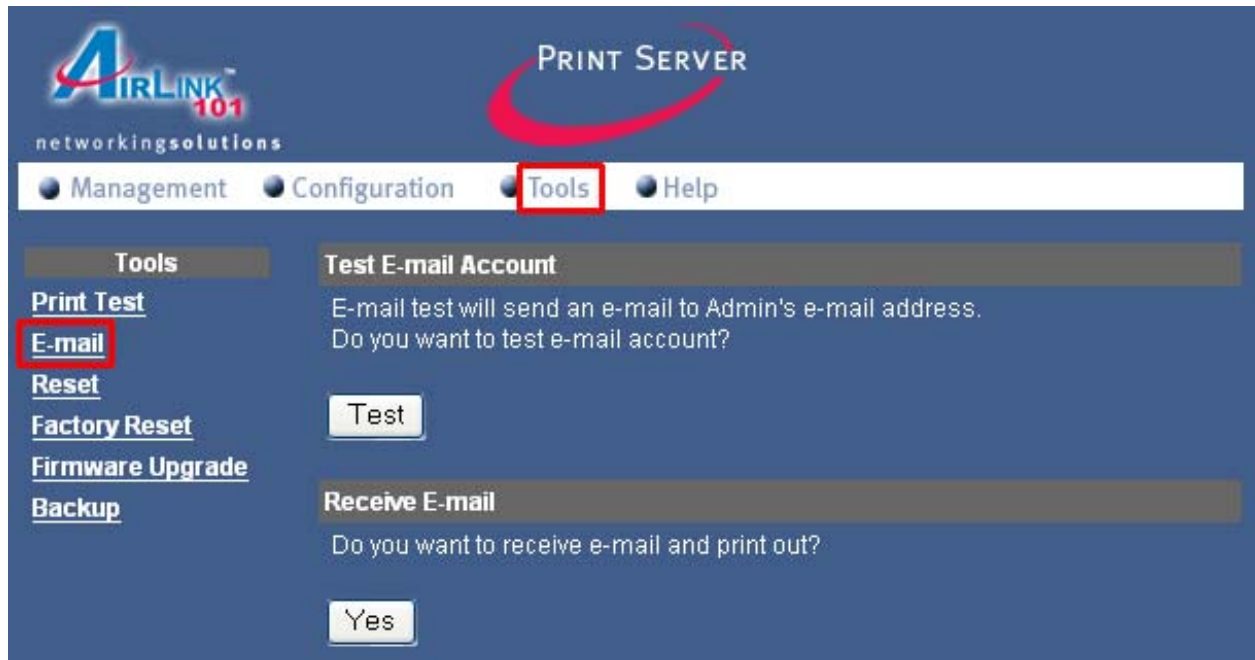 AIRLINK™
101
networkingsolutions
PRINT SERVER
Management Configuration Tools Help
Tools
Print Test
E-mail
Reset
Factory Reset
Firmware Upgrade
Backup
Test E-mail Account
E-mail test will send an e-mail to Admin's e-mail address.
Do you want to test e-mail account?
Test
Receive E-mail
Do you want to receive e-mail and print out?
Yes